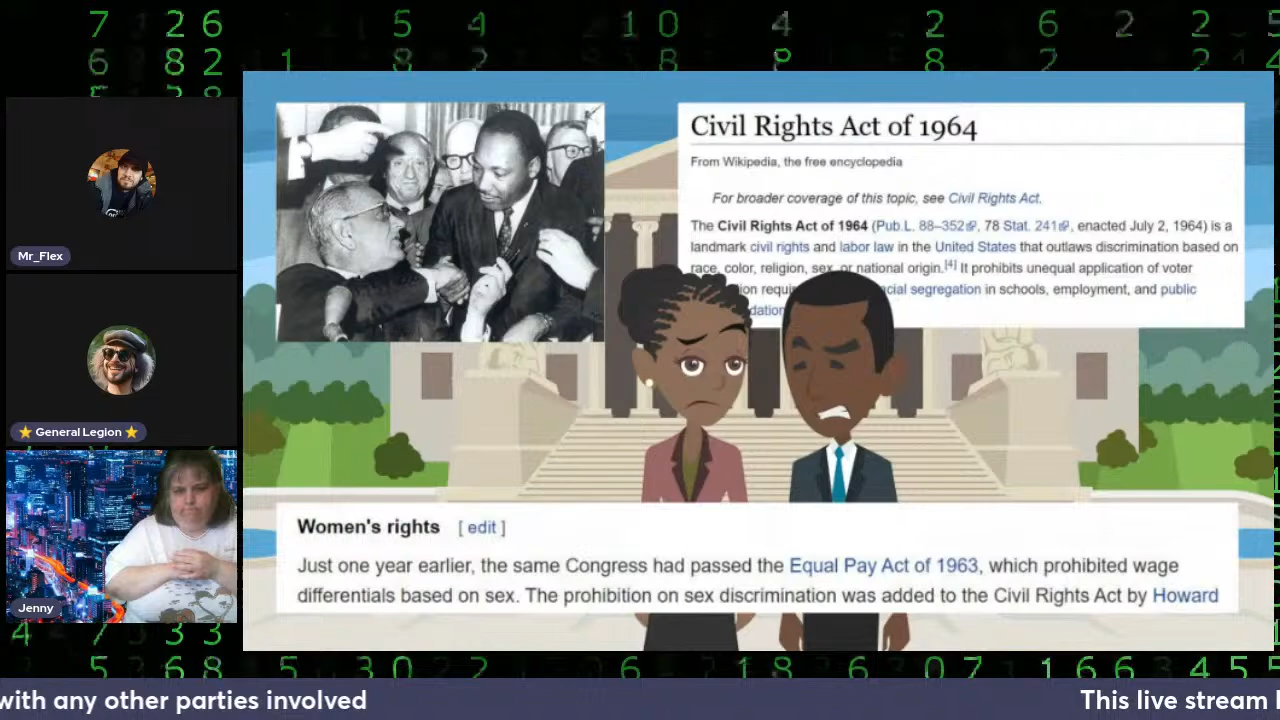 Mr_Flex
⭐ General Legion ⭐
Jenny
Civil Rights Act of 1964
From Wikipedia, the free encyclopedia
For broader coverage of this topic, see Civil Rights Act.
The Civil Rights Act of 1964 (Pub.L. 88–352, 78 Stat. 241, enacted July 2, 1964) is a
landmark civil rights and labor law in the United States that outlaws discrimination based on
race, color, religion, sex, or national origin.[4] It prohibits unequal application of voter
segregation in schools, employment, and public
Women's rights [ edit ]
Just one year earlier, the same Congress had passed the Equal Pay Act of 1963, which prohibited wage
differentials based on sex. The prohibition on sex discrimination was added to the Civil Rights Act by Howard
with any other parties involved
This live stream